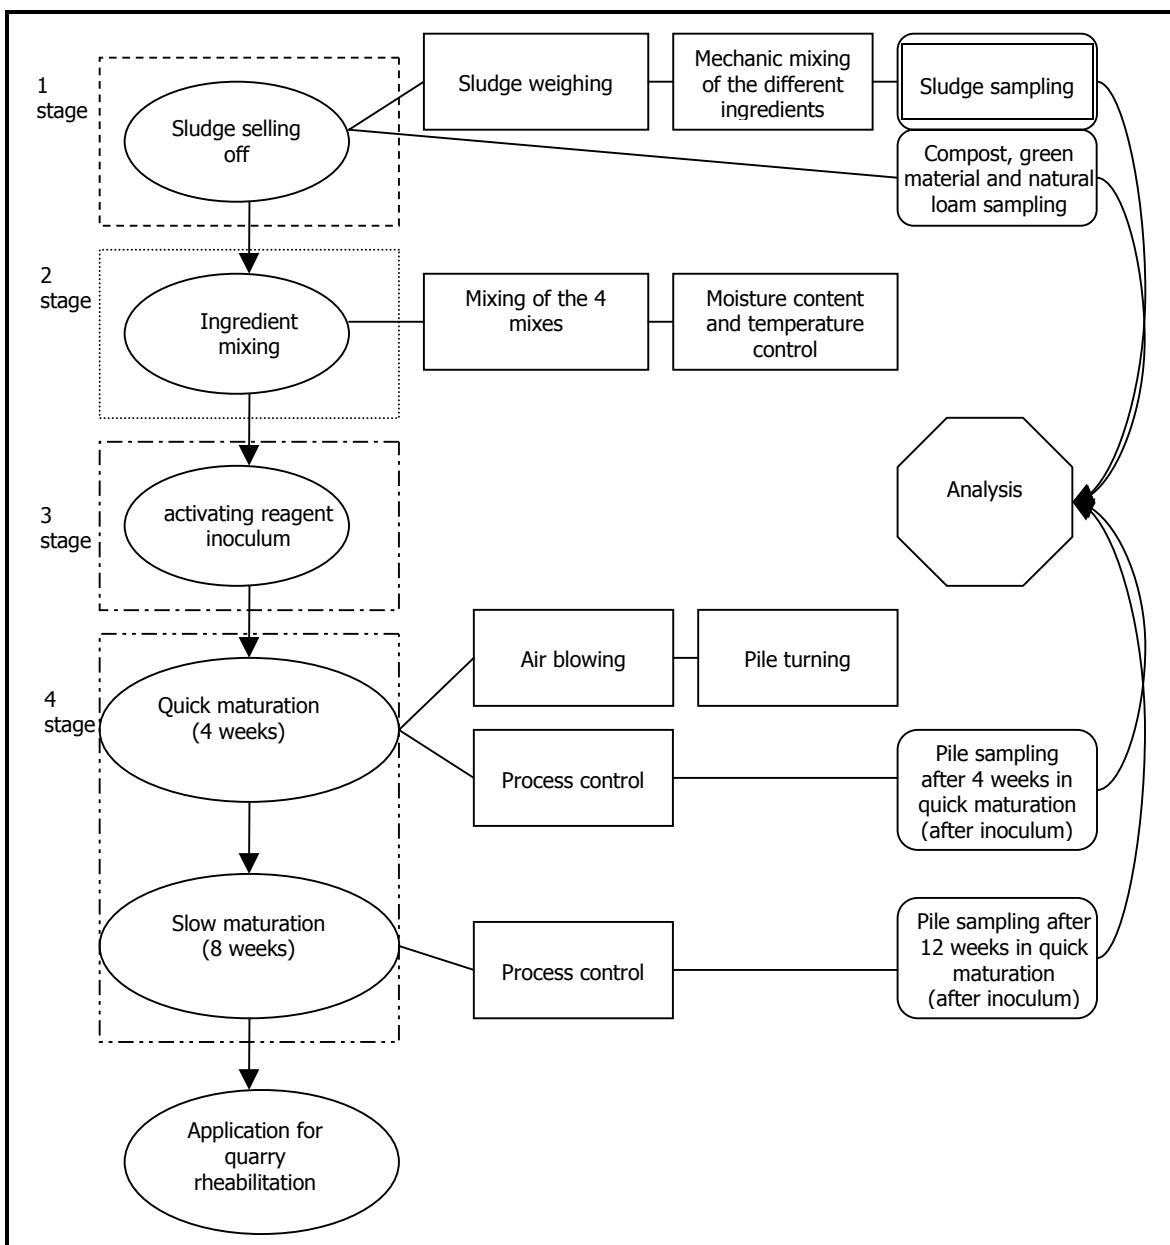 1
stage
Sludge selling
off
Sludge weighing
Mechanic mixing
of the different
ingredients
Sludge sampling
Compost, green
material and natural
loam sampling
2
stage
Ingredient
mixing
Mixing of the 4
mixes
Moisture content
and temperature
control
3
stage
activating reagent
inoculum
Analysis
4
stage
Quick maturation
(4 weeks)
Air blowing
Pile turning
Process control
Pile sampling
after 4 weeks in
quick maturation
(after inoculum)
Slow maturation
(8 weeks)
Process control
Pile sampling after
12 weeks in quick
maturation
(after inoculum)
Application for
quarry
rheabilitation